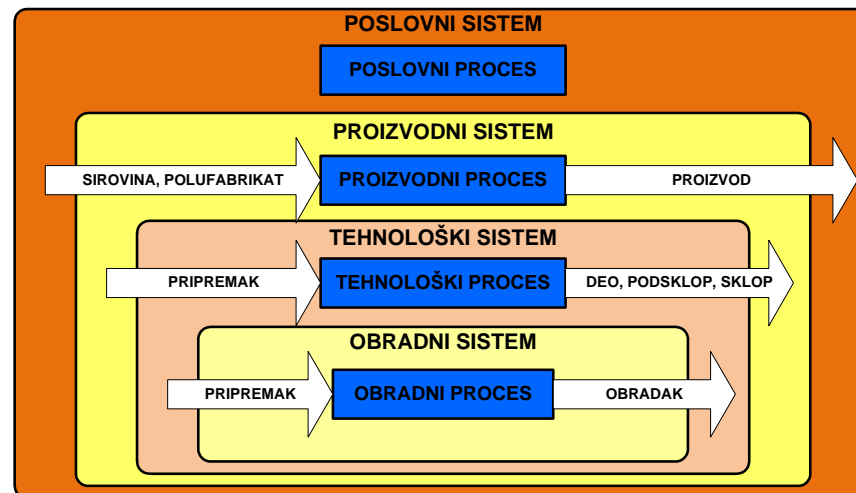 POSLOVNI SISTEM
POSLOVNI PROCES
PROIZVODNI SISTEM
SIROVINA, POLUFABRIKAT
PROIZVODNI PROCES
PROIZVOD
TEHNOLOŠKI SISTEM
PRIPREMAK
TEHNOLOŠKI PROCES
DEO, PODSKLOP, SKLOP
OBRADNI SISTEM
PRIPREMAK
OBRADNI PROCES
OBRADAK